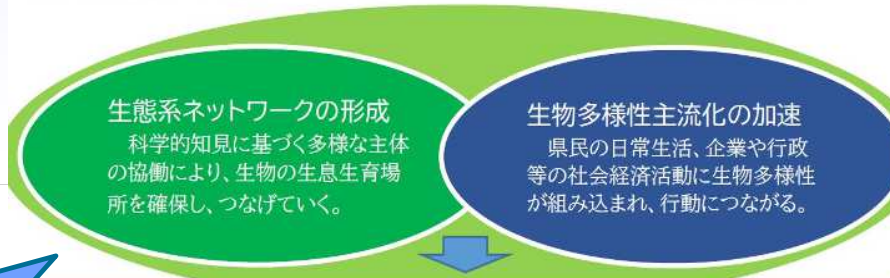 生態系ネットワークの形成
科学的知見に基づく多様な主体
の協働により、生物の生息生育場
所を確保し、つなげていく。
生物多様性主流化の加速
県民の日常生活、企業や行政
等の社会経済活動に生物多様性
が組み込まれ、行動につながる。